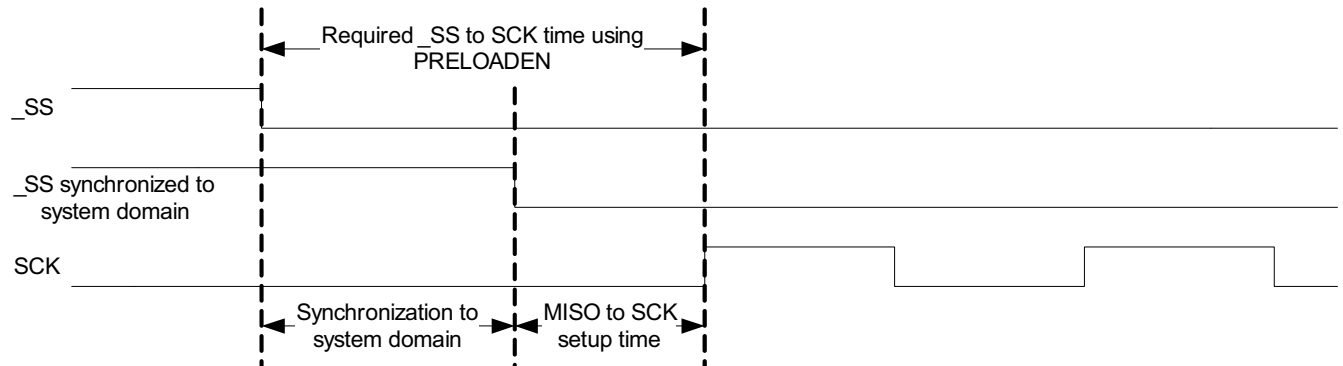 Required _SS to SCK time using
PRELOADEN
_SS
_SS synchronized to
system domain
SCK
Synchronization to
system domain
MISO to SCK
setup time